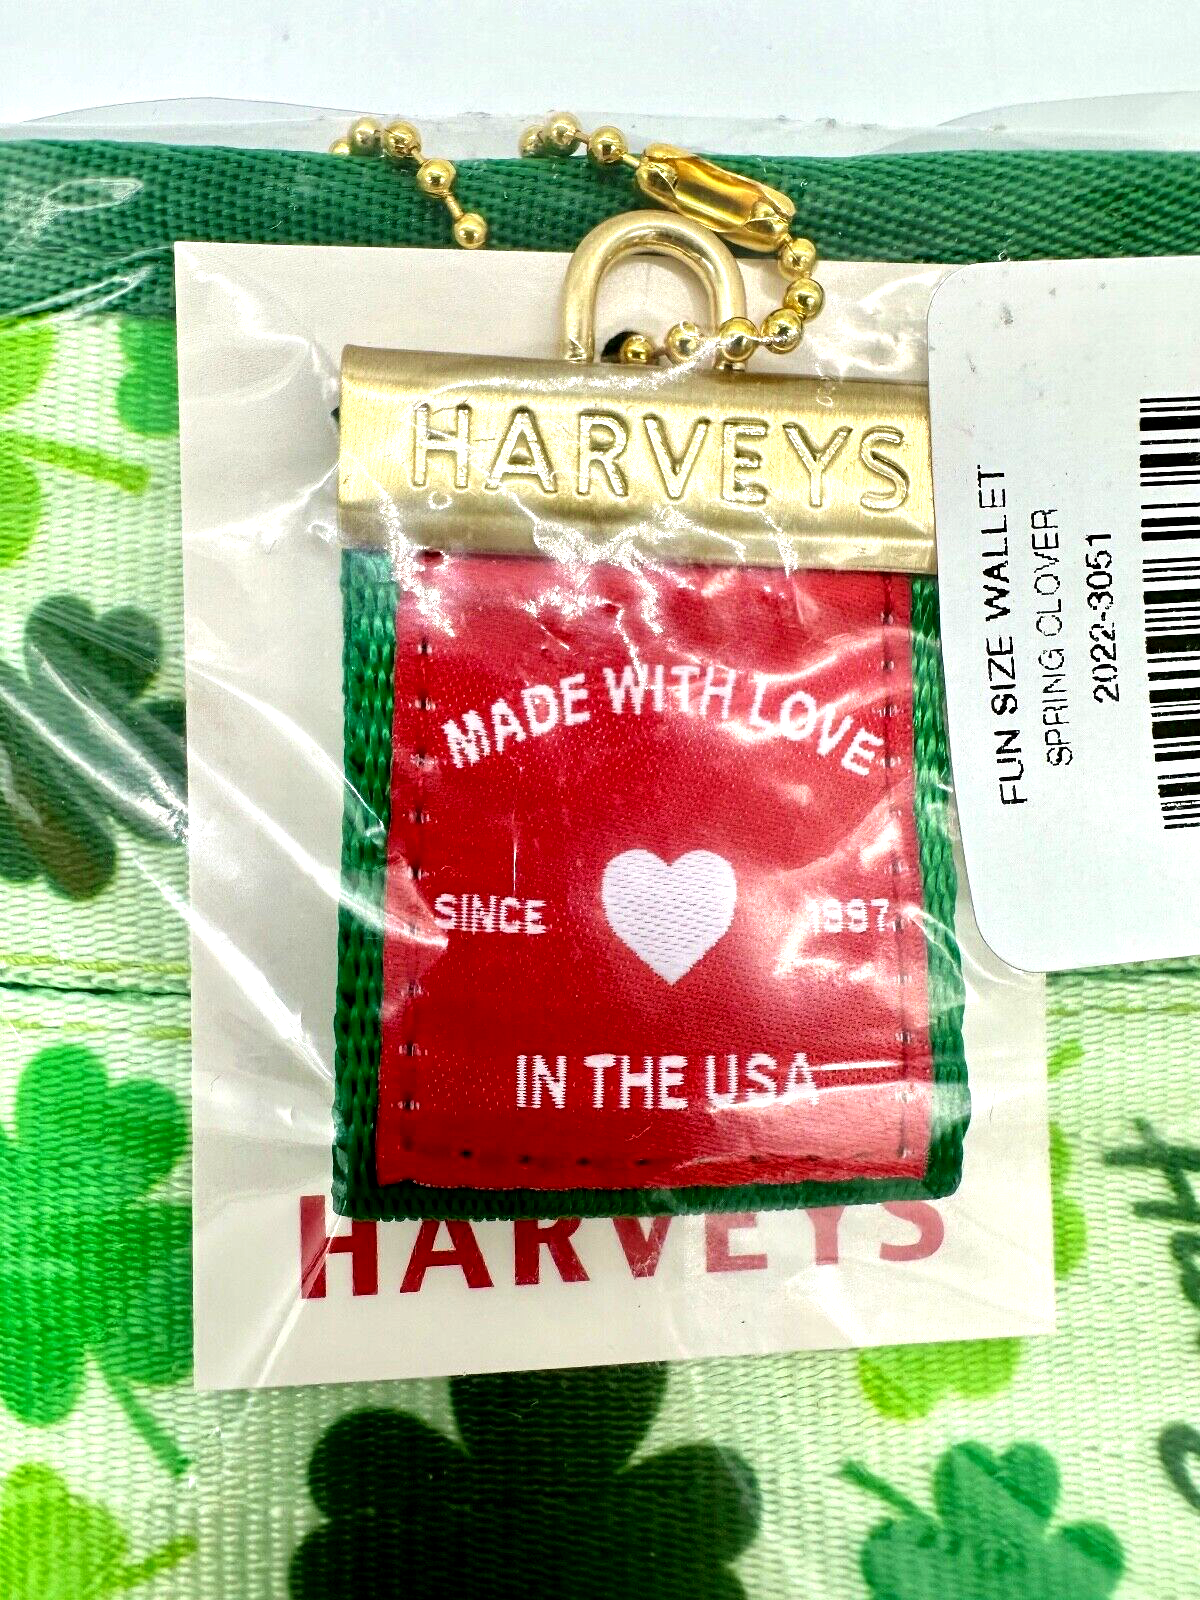 HARVEYS
MADE WITH LOVE
SINCE 1997
IN THE USA
HARVEYS
FUN SIZE WALLET
SPRING CLOVER
2022-3051